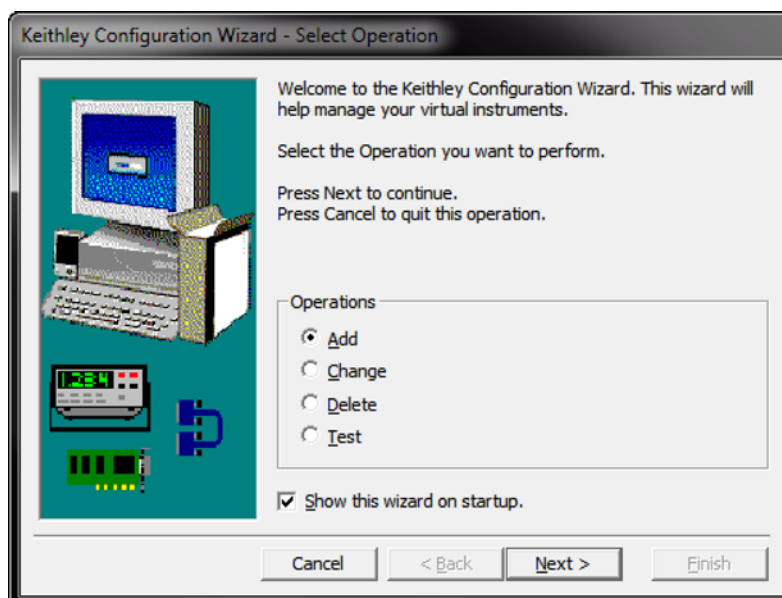 Keithley Configuration Wizard - Select Operation
Welcome to the Keithley Configuration Wizard. This wizard will
help manage your virtual instruments.
Select the Operation you want to perform.
Press Next to continue.
Press Cancel to quit this operation.
1.234
Operations
Add
Change
Delete
Test
Show this wizard on startup.
Cancel
< Back
Next >
Finish